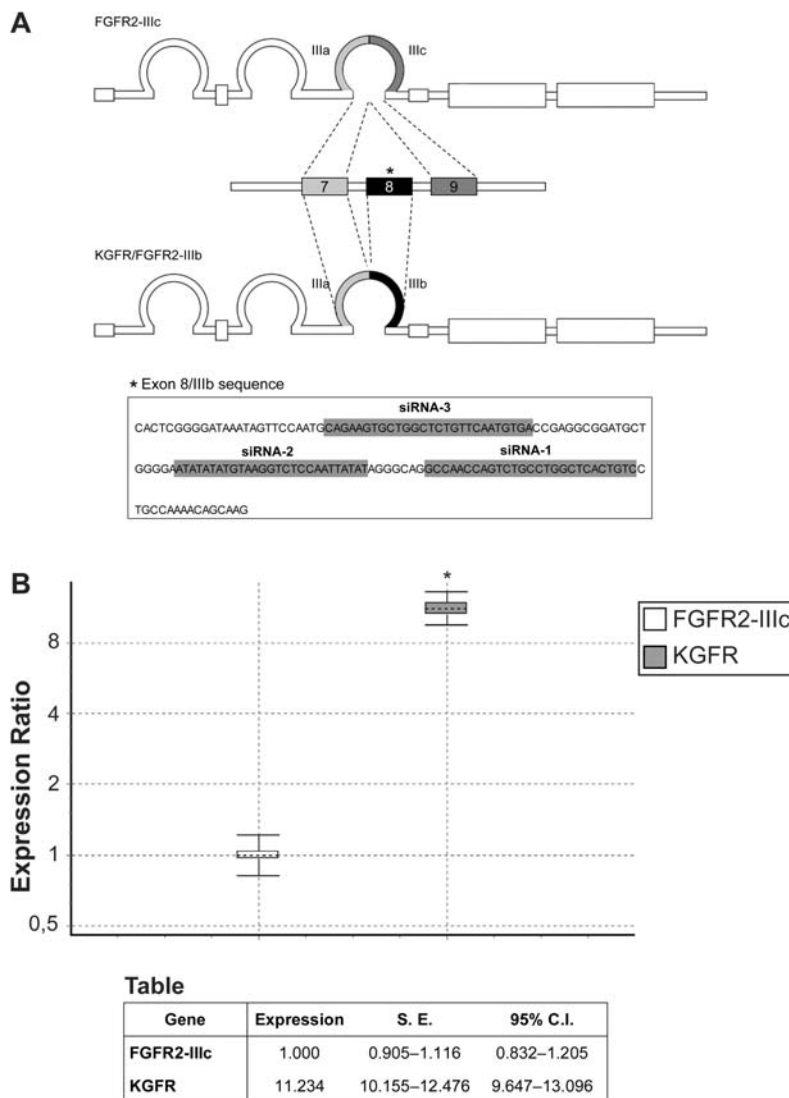 A
FGFR2-IIIc
IIIa IIIc
*
7 8 9
KGFR/FGFR2-IIIb
IIIa IIIb
* Exon 8/IIIb sequence
siRNA-3
CACTCGGGGATAAATAGTTCCAATGCAGAAGTGCTGGCTCTGTTCAATGTGACCGAGGCGGATGCT
siRNA-2 siRNA-1
GGGGAATATATATGTAAGGTCTCCAATTATATAGGGCAGGCCAACCAGTCTGCCTGGCTCACTGTCC
TGCCAAAACAGCAAG
B
*
FGFR2-IIIc
KGFR
Expression Ratio
8
4
2
1
0,5
Table
Gene Expression S. E. 95% C.I.
FGFR2-IIIc 1.000 0.905–1.116 0.832–1.205
KGFR 11.234 10.155–12.476 9.647–13.096